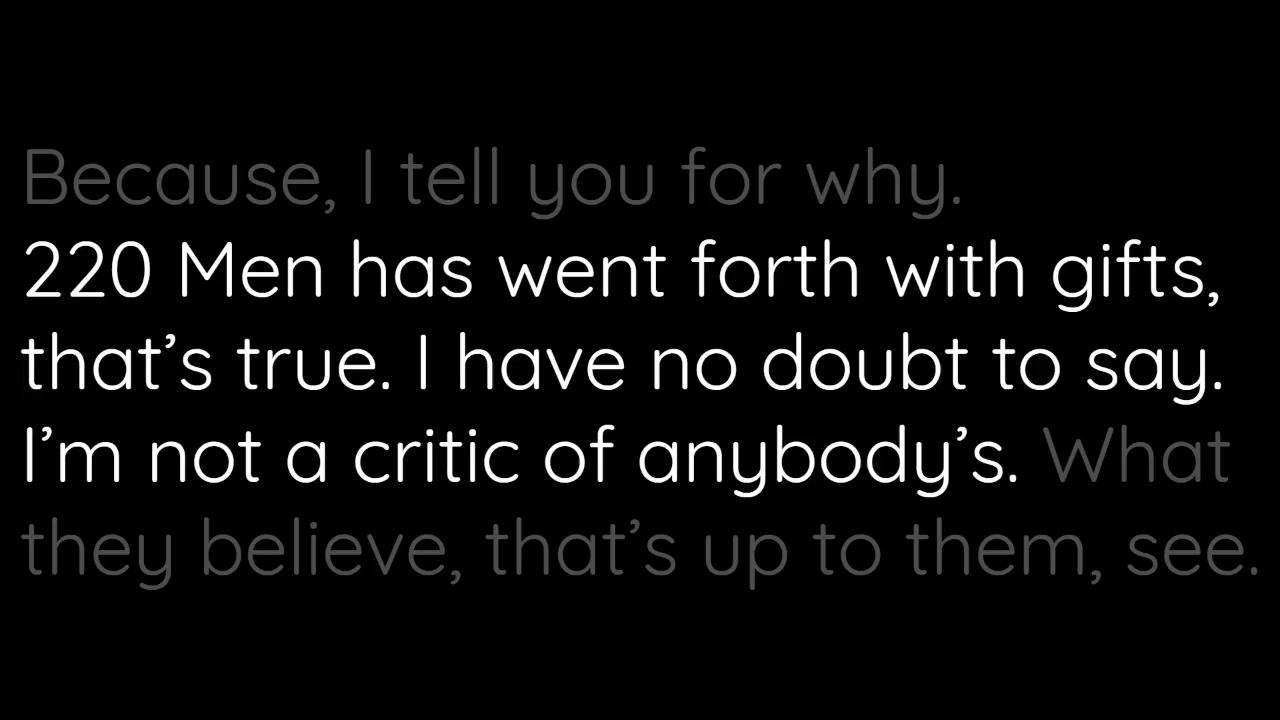 Because, I tell you for why.
220 Men has went forth with gifts,
that’s true. I have no doubt to say.
I’m not a critic of anybody’s. What
they believe, that’s up to them, see.